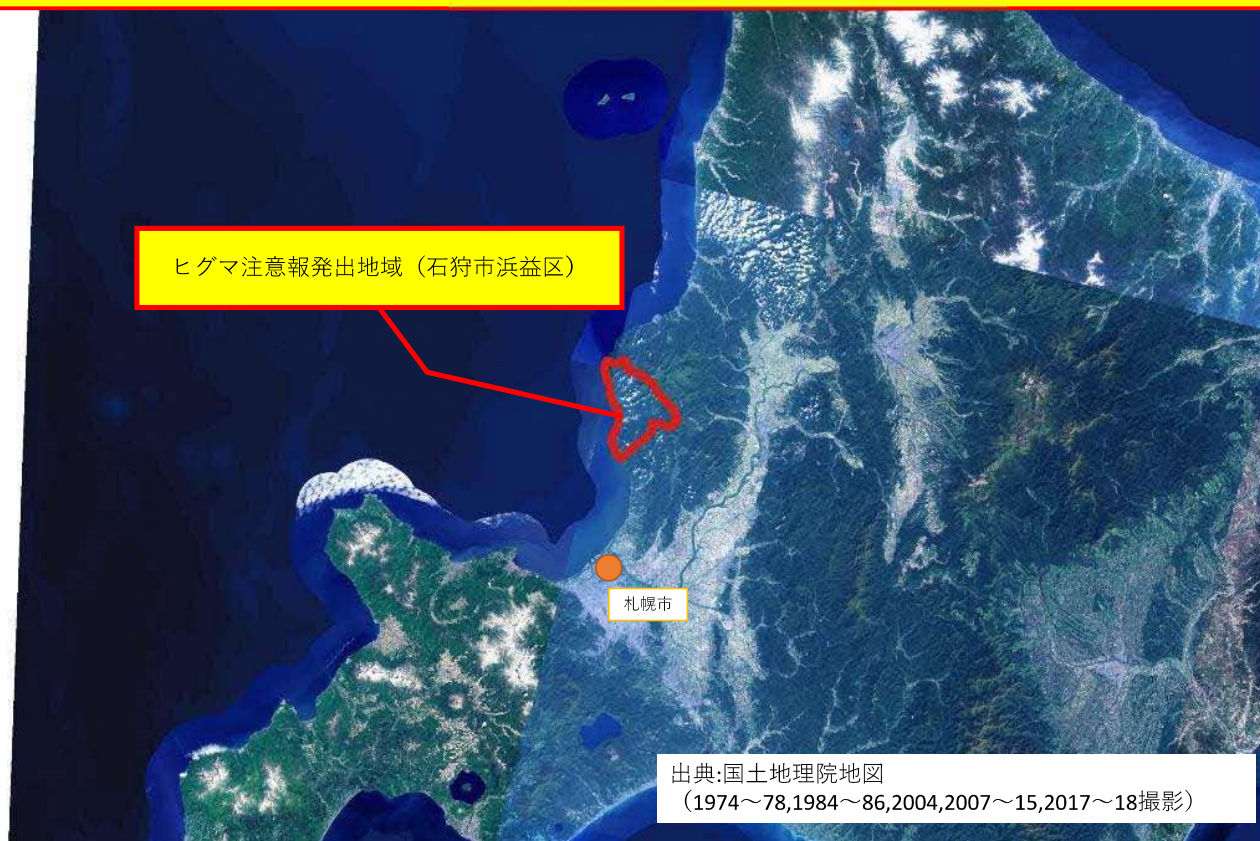 ヒグマ注意報発出地域（石狩市浜益区）
札幌市
出典:国土地理院地図
（1974～78,1984～86,2004,2007～15,2017～18撮影）